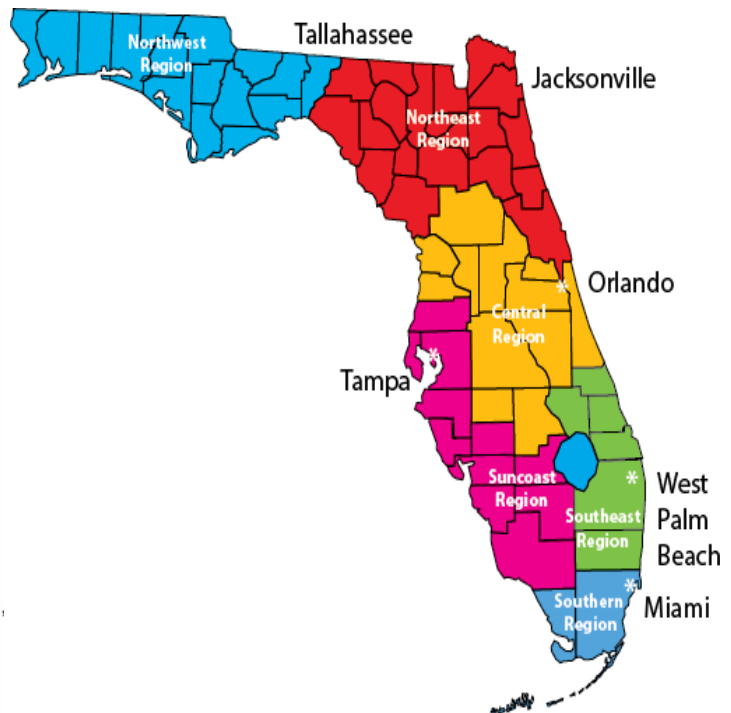 Tallahassee
Northwest
Region
Jacksonville
Northeast
Region
Orlando
*
Central
Region
*
Tampa
Suncoast
Region
*
West
Palm
Beach
Southeast
Region
*
Miami
Southern
Region
,